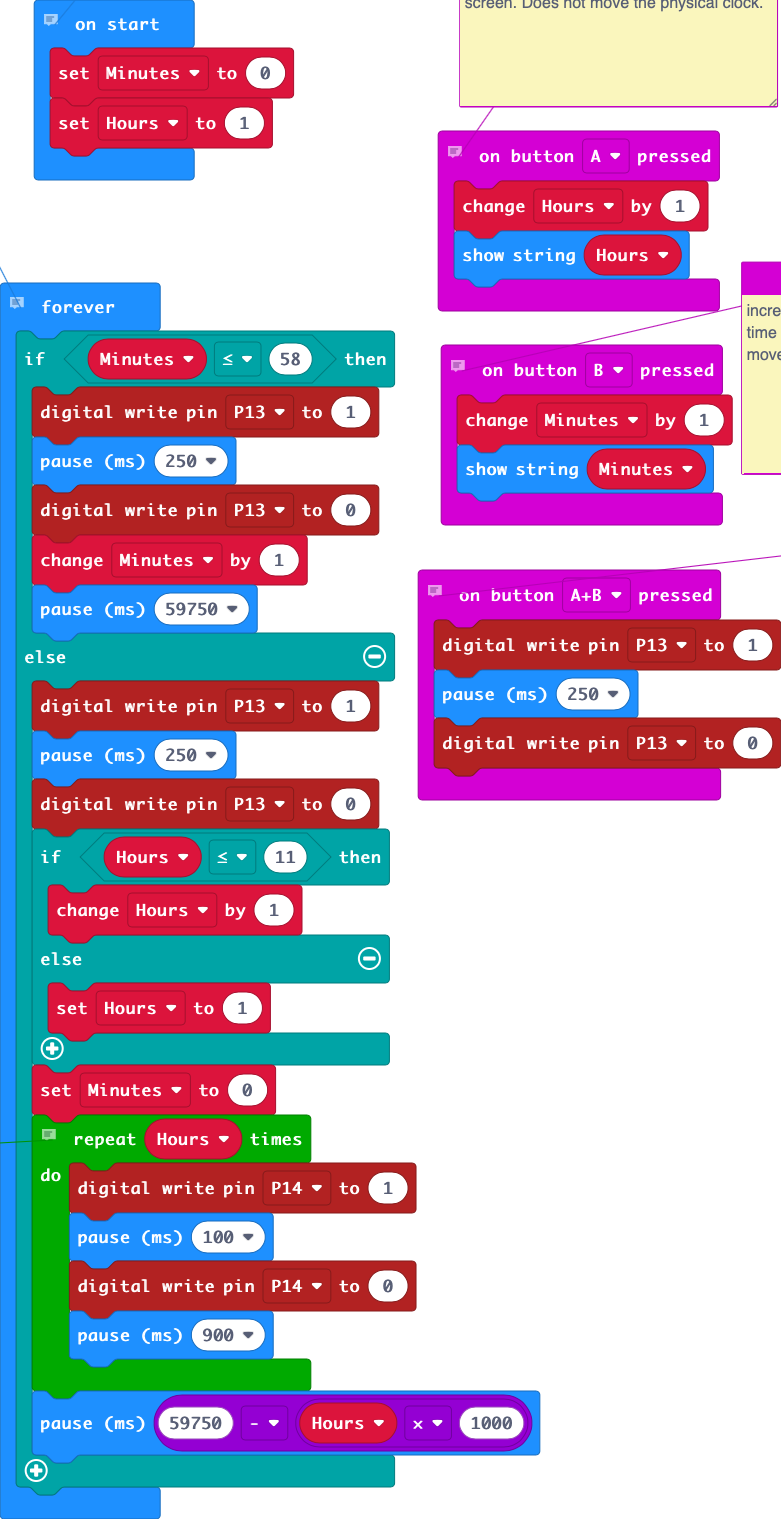 on start
set Minutes to 0
set Hours to 1
forever
if Minutes ≤ 58 then
digital write pin P13 to 1
pause (ms) 250
digital write pin P13 to 0
change Minutes by 1
pause (ms) 59750
else
digital write pin P13 to 1
pause (ms) 250
digital write pin P13 to 0
if Hours ≤ 11 then
change Hours by 1
else
set Hours to 1
set Minutes to 0
repeat Hours times
do
digital write pin P14 to 1
pause (ms) 100
digital write pin P14 to 0
pause (ms) 900
pause (ms) 59750 - Hours × 1000
screen. Does not move the physical clock.
on button A pressed
change Hours by 1
show string Hours
incre
time
move
on button B pressed
change Minutes by 1
show string Minutes
on button A+B pressed
digital write pin P13 to 1
pause (ms) 250
digital write pin P13 to 0